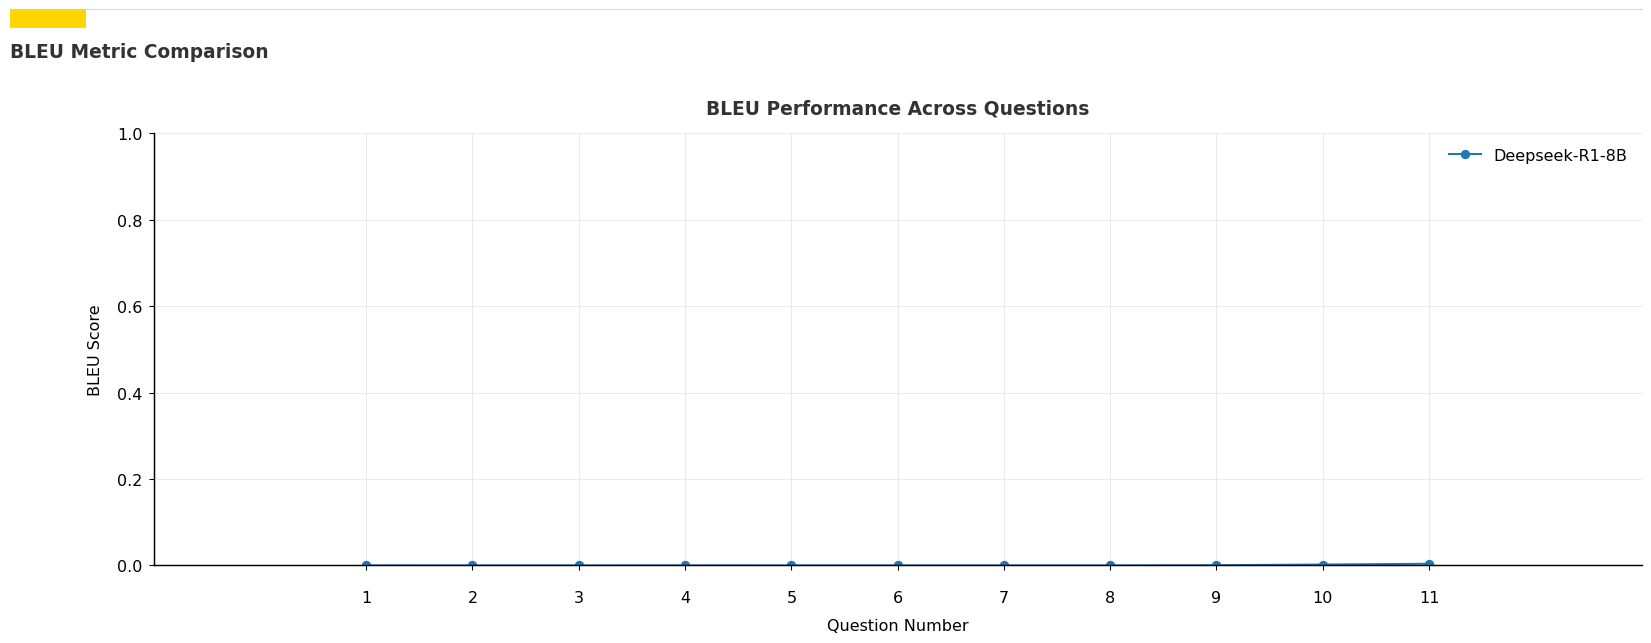 BLEU Metric Comparison
BLEU Performance Across Questions
1.0
0.8
0.6
0.4
0.2
0.0
BLEU Score
Deepseek-R1-8B
1 2 3 4 5 6 7 8 9 10 11
Question Number